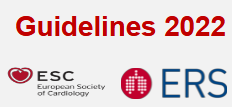 Guidelines 2022
ESC
European Society
of Cardiology
ERS